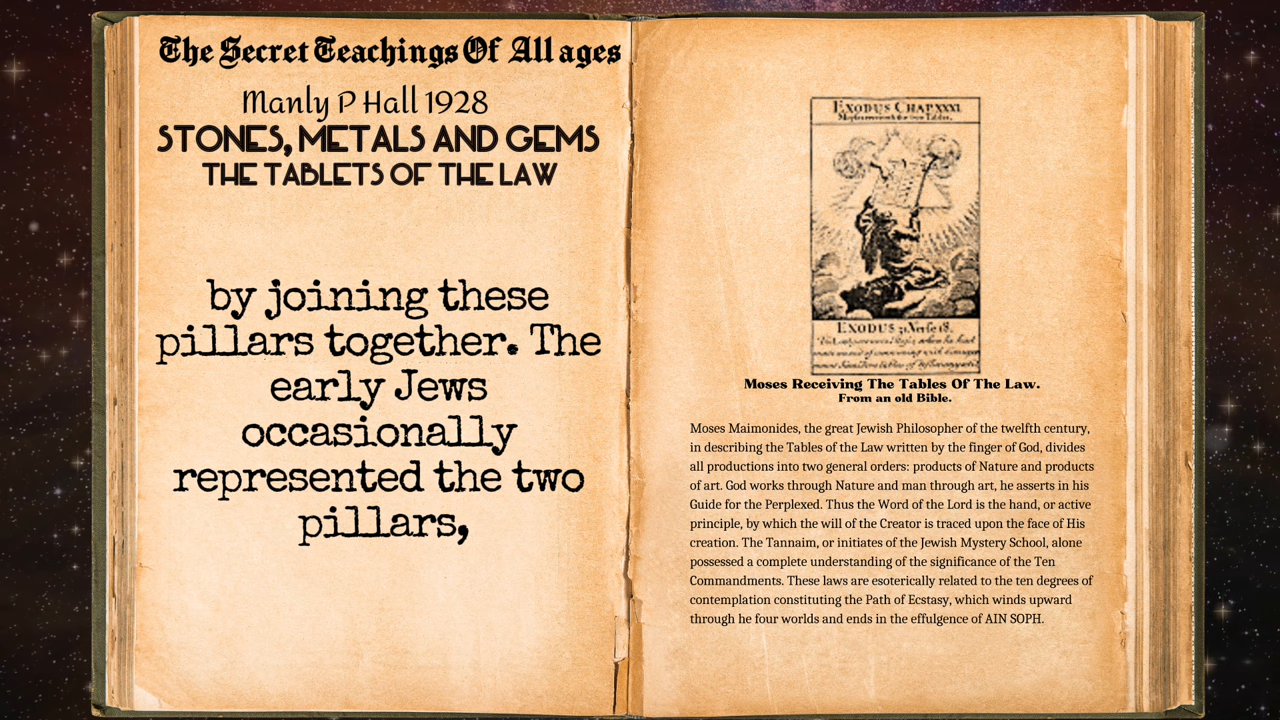 The Secret Teachings Of All ages
Manly P Hall 1928
STONES, METALS AND GEMS
THE TABLETS OF THE LAW
by joining these
pillars together. The
early Jews
occasionally
represented the two
pillars,
EXODUS CHAP.XXXI.
EXODUS 31 Verse 18.
Moses Receiving The Tables Of The Law.
From an old Bible.
Moses Maimonides, the great Jewish Philosopher of the twelfth century,
in describing the Tables of the Law written by the finger of God, divides
all productions into two general orders: products of Nature and products
of art. God works through Nature and man through art, he asserts in his
Guide for the Perplexed. Thus the Word of the Lord is the hand, or active
principle, by which the will of the Creator is traced upon the face of His
creation. The Tannaim, or initiates of the Jewish Mystery School, alone
possessed a complete understanding of the significance of the Ten
Commandments. These laws are esoterically related to the ten degrees of
contemplation constituting the Path of Ecstasy, which winds upward
through he four worlds and ends in the effulgence of AIN SOPH.